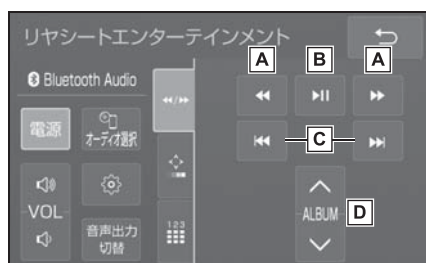 リヤシートエンターテインメント
A B A
Bluetooth Audio
電源
オーディオ選択
C
VOL
ALBUM D
音声出力
切替
123